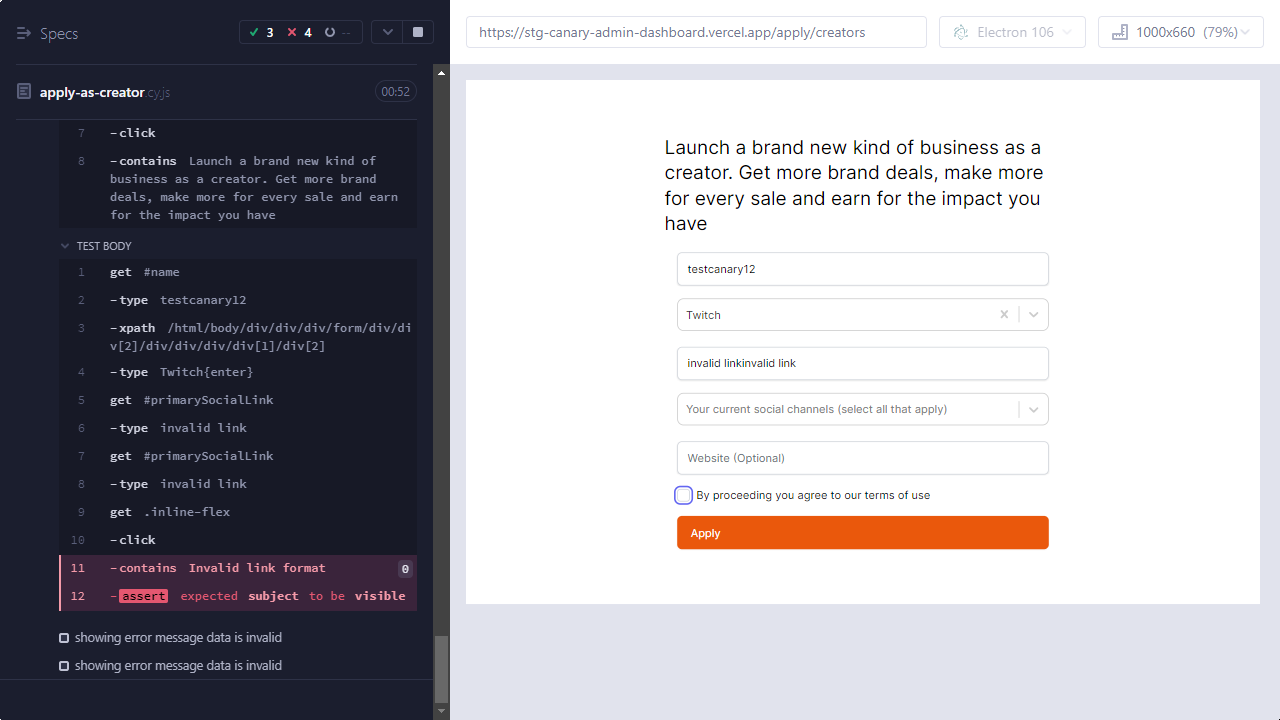 Specs
3
4
--
https://stg-canary-admin-dashboard.vercel.app/apply/creators
Electron 106
1000x660 (79%)
apply-as-creator.cy.js
00:52
7 -click
8 -contains Launch a brand new kind of
business as a creator. Get more brand
deals, make more for every sale and earn
for the impact you have
TEST BODY
1 get #name
2 -type testcanary12
3 -xpath /html/body/div/div/div/form/div/di
v[2]/div/div/div/div[1]/div[2]
4 -type Twitch{enter}
5 get #primarySocialLink
6 -type invalid link
7 get #primarySocialLink
8 -type invalid link
9 get .inline-flex
10 -click
11 -contains Invalid link format 0
12 -assert expected subject to be visible
showing error message data is invalid
showing error message data is invalid
Launch a brand new kind of business as a
creator. Get more brand deals, make more
for every sale and earn for the impact you
have
testcanary12
Twitch
invalid linkinvalid link
Your current social channels (select all that apply)
Website (Optional)
By proceeding you agree to our terms of use
Apply